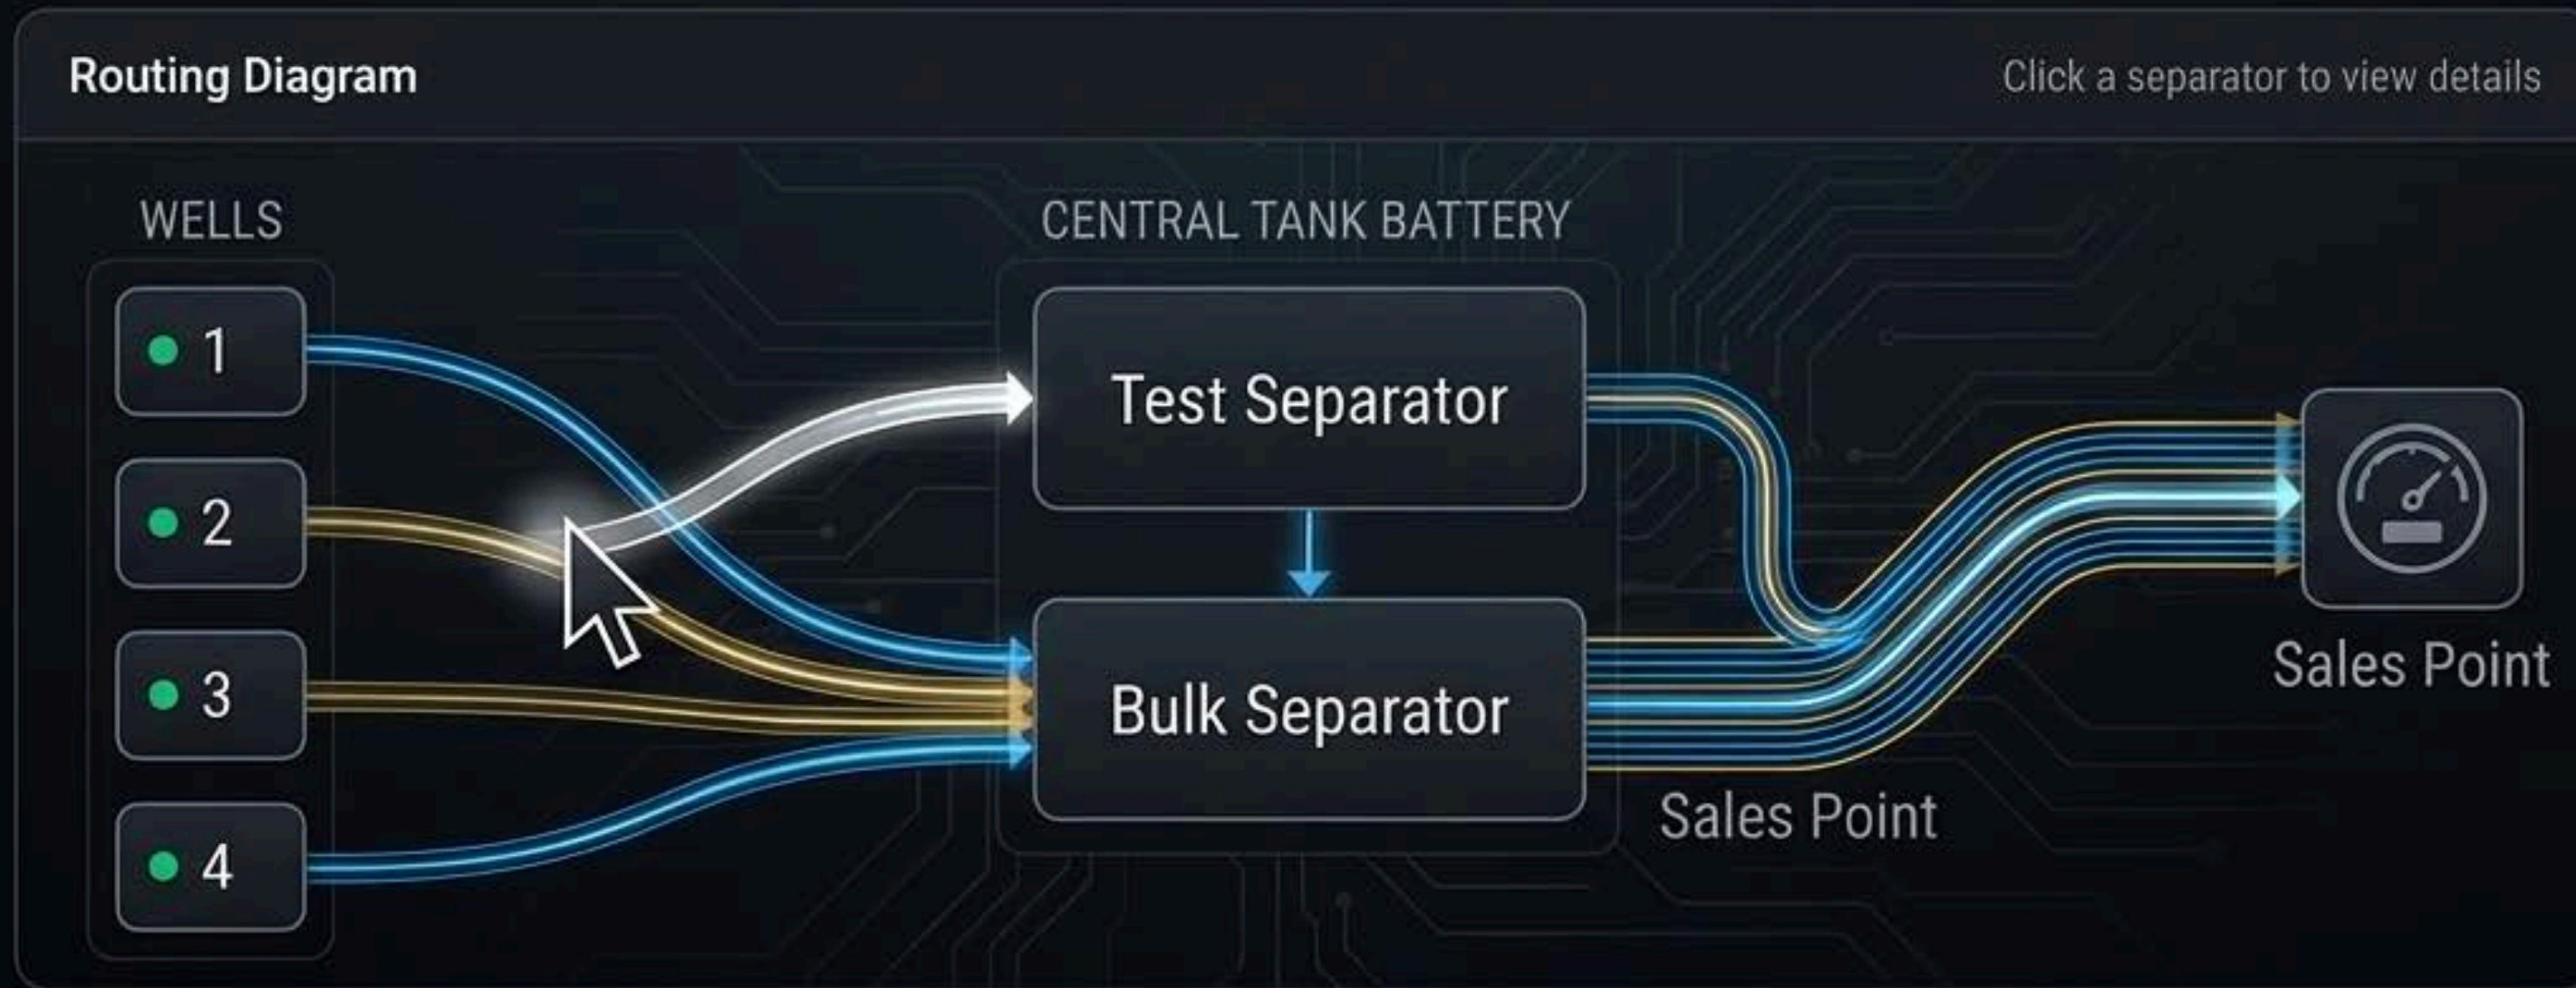 Routing Diagram
Click a separator to view details
WELLS
CENTRAL TANK BATTERY
1
2
3
4
Test Separator
Bulk Separator
Sales Point
Sales Point